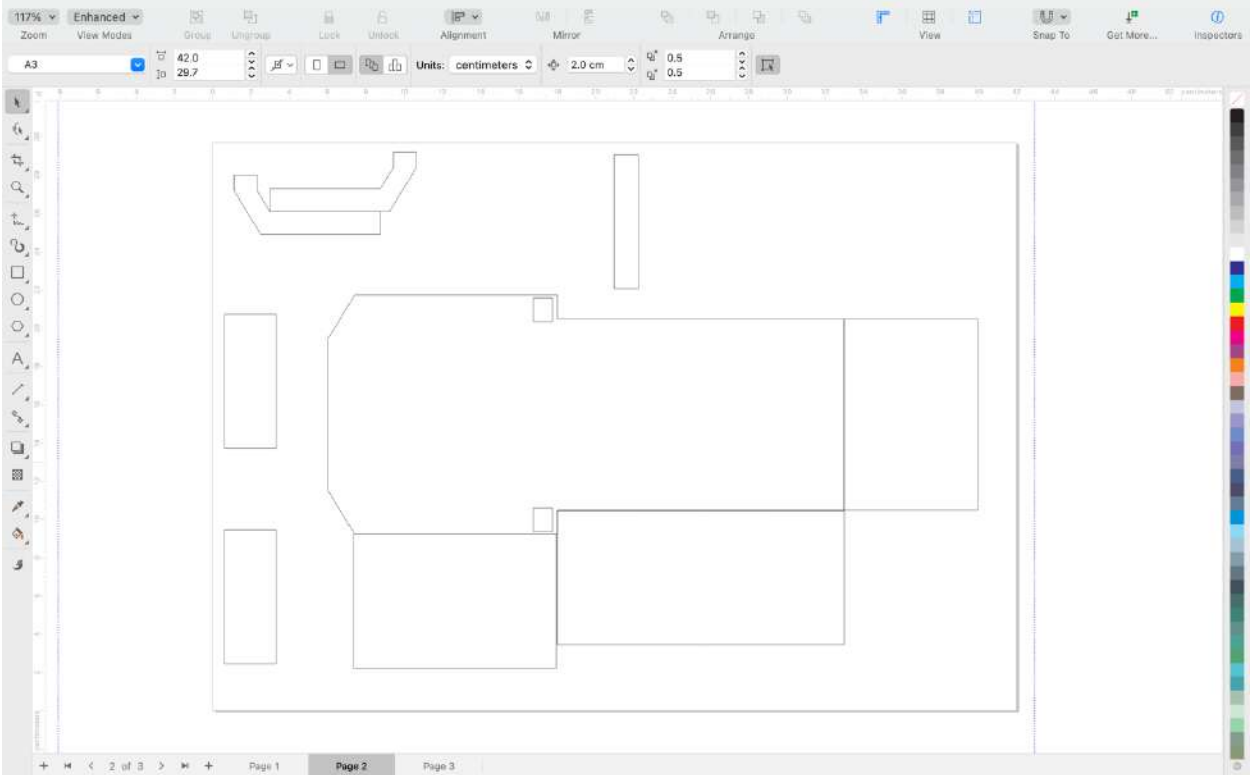 117% Enhanced
Zoom View Modes Group Ungroup Lock Unlock Alignment Mirror Arrange View Snap To Get More... Inspectors
A3 42.0 29.7 Units: centimeters 2.0 cm 0.5 0.5
A
2 of 3 Page 1 Page 2 Page 3